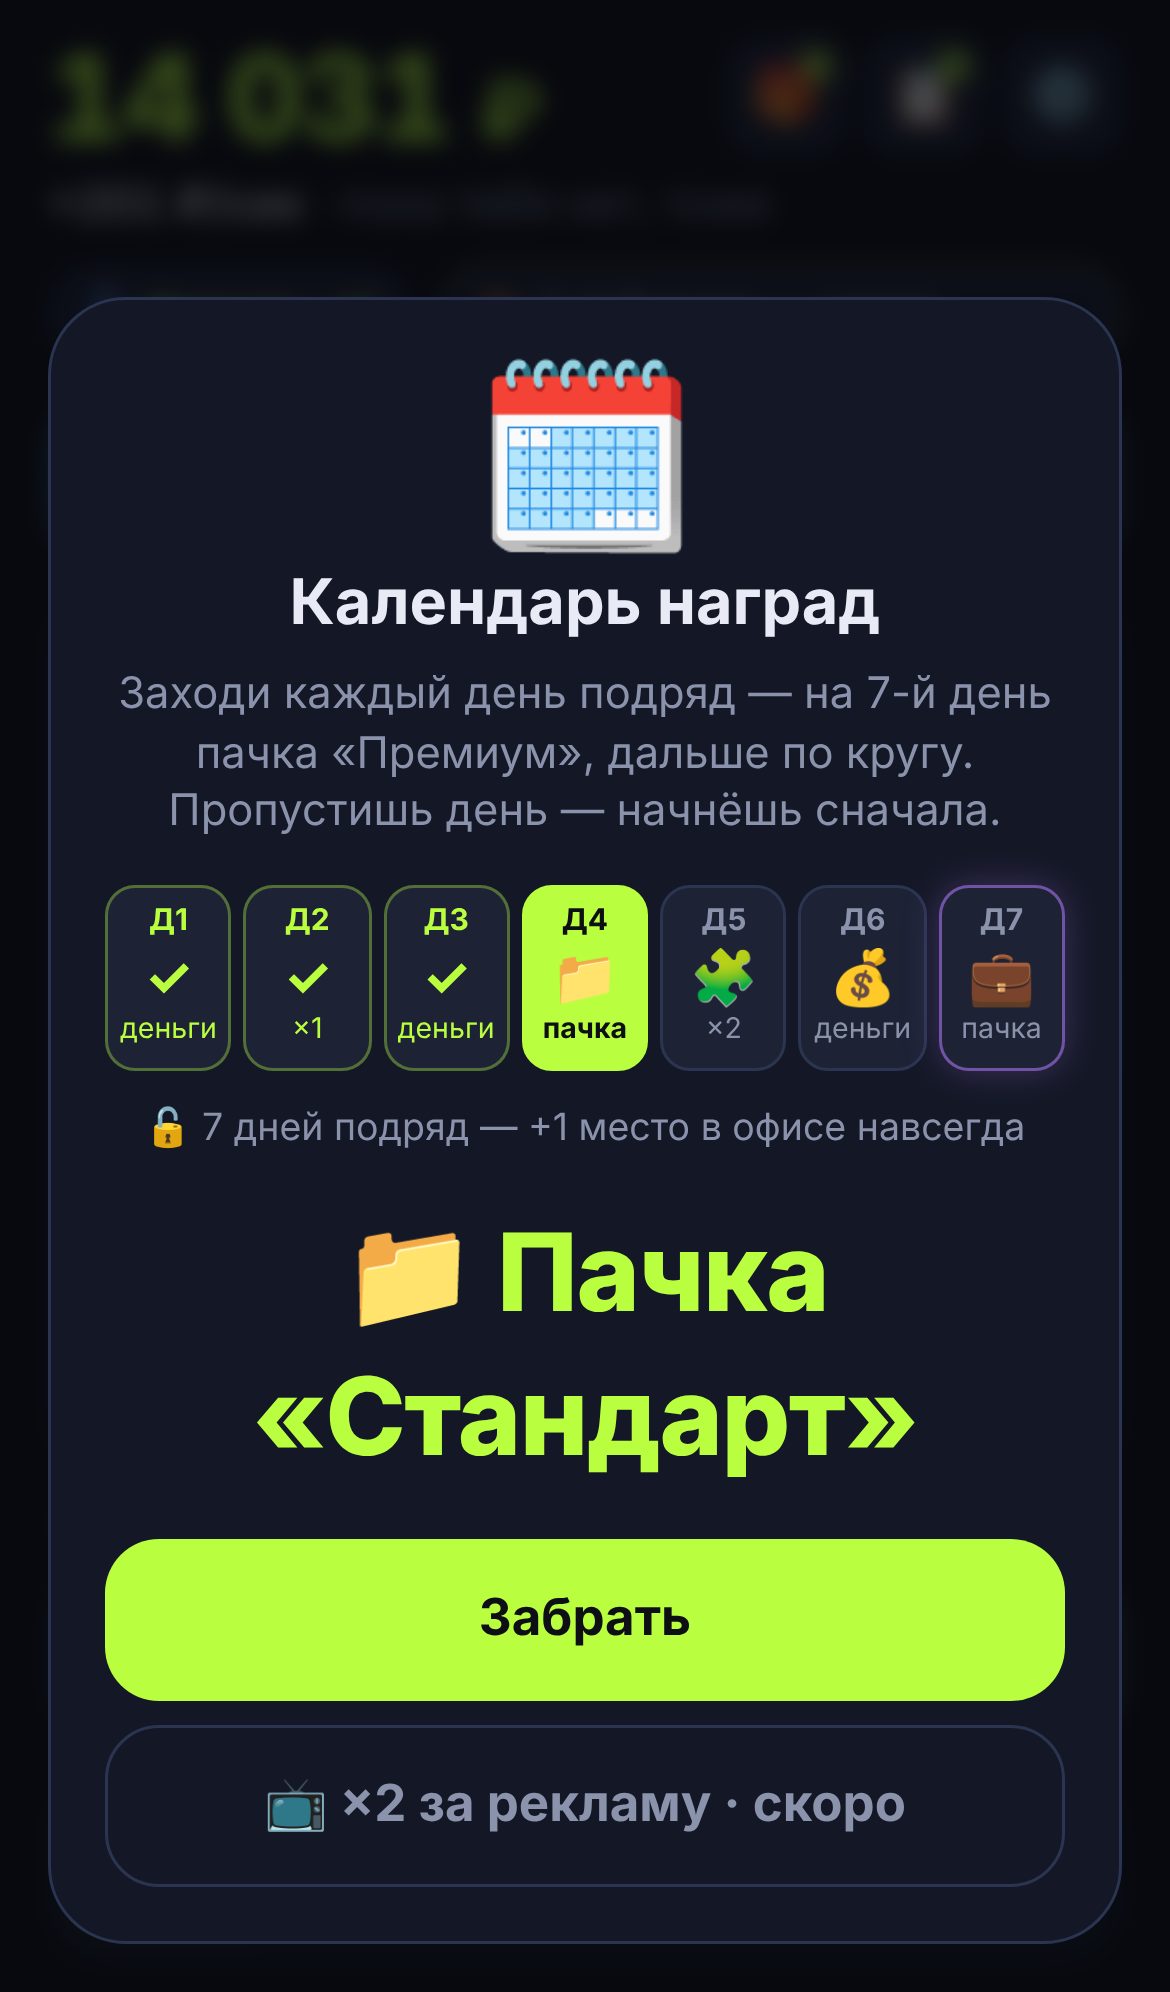 14 031 ₽
Календарь наград
Заходи каждый день подряд — на 7-й день
пачка «Премиум», дальше по кругу.
Пропустишь день — начнёшь сначала.
Д1 Д2 Д3 Д4 Д5 Д6 Д7
деньги ×1 деньги пачка ×2 деньги пачка
7 дней подряд — +1 место в офисе навсегда
Пачка
«Стандарт»
Забрать
×2 за рекламу · скоро